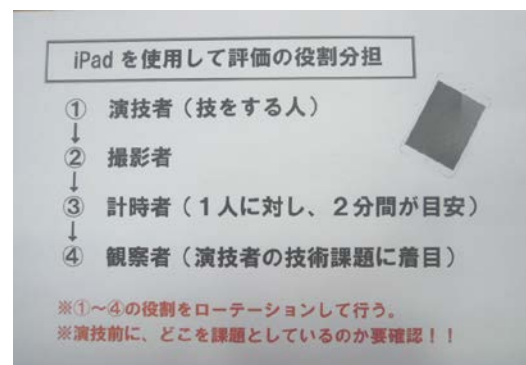 iPad を使用して評価の役割分担
① 演技者（技をする人）
↓
② 撮影者
↓
③ 計時者（１人に対し、２分間が目安）
↓
④ 観察者（演技者の技術課題に着目）
※①～④の役割をローテーションして行う。
※演技前に、どこを課題としているのか要確認！！